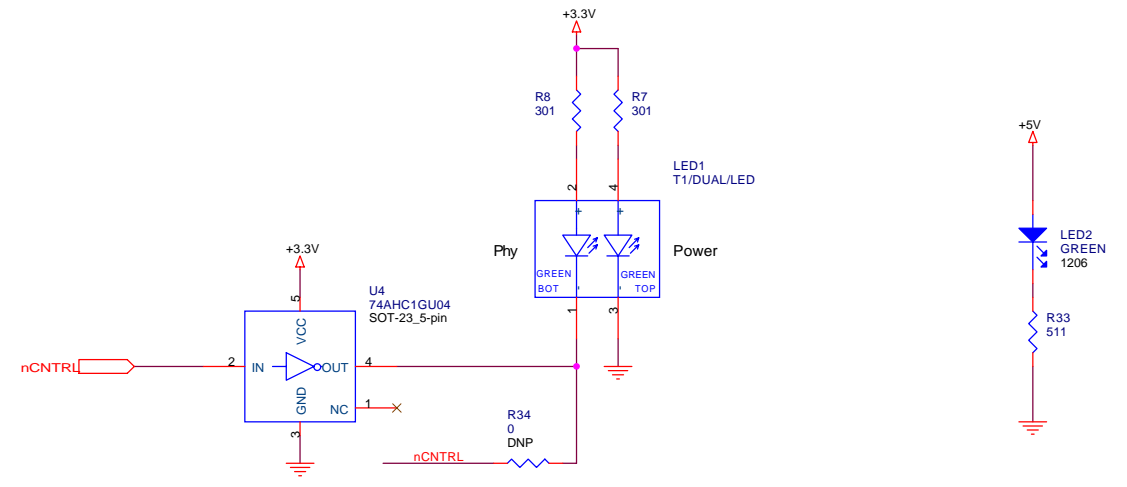 +3.3V
R8
301
R7
301
LED1
T1/DUAL/LED
2
4
+
+
Phy
Power
GREEN
BOT
GREEN
TOP
-
-
1
3
+5V
LED2
GREEN
1206
R33
511
+3.3V
5
U4
74AHC1GU04
SOT-23_5-pin
VCC
nCNTRL
2
IN
OUT
4
GND
NC
1
3
R34
0
DNP
nCNTRL